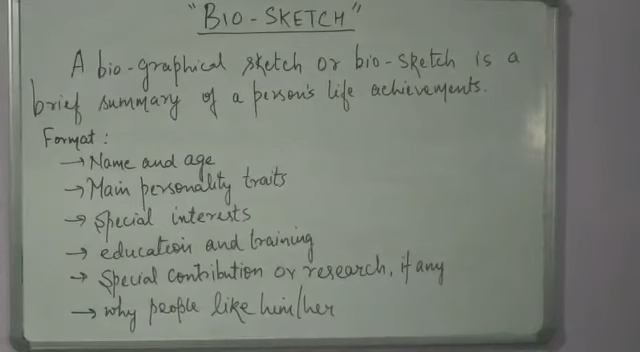 "BIO-SKETCH"
A bio-graphical sketch or bio-sketch is a
brief summary of a person's life achievements.
Format:
→ Name and age
→ Main personality traits
→ Special interests
→ education and training
→ Special contribution or research, if any
→ why people like him/her